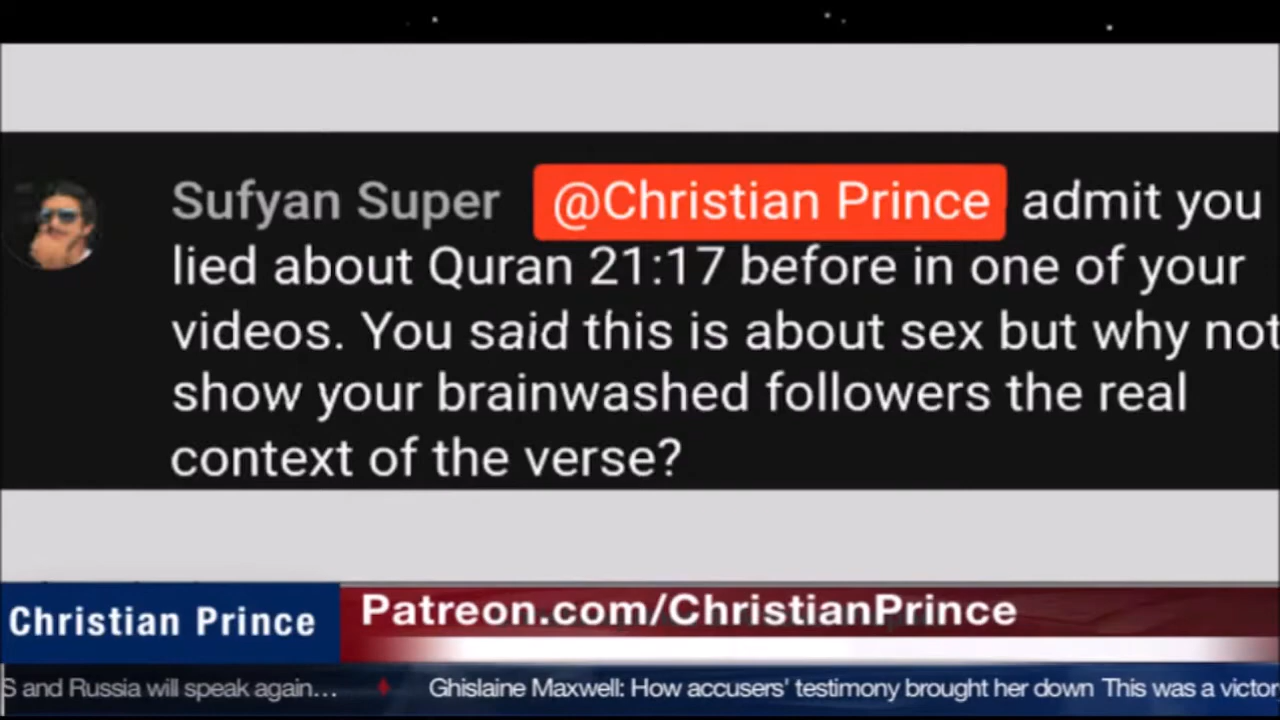 Sufyan Super @Christian Prince admit you
lied about Quran 21:17 before in one of your
videos. You said this is about sex but why not
show your brainwashed followers the real
context of the verse?
Christian Prince
Patreon.com/ChristianPrince
S and Russia will speak again... ♦ Ghislaine Maxwell: How accusers' testimony brought her down This was a victor